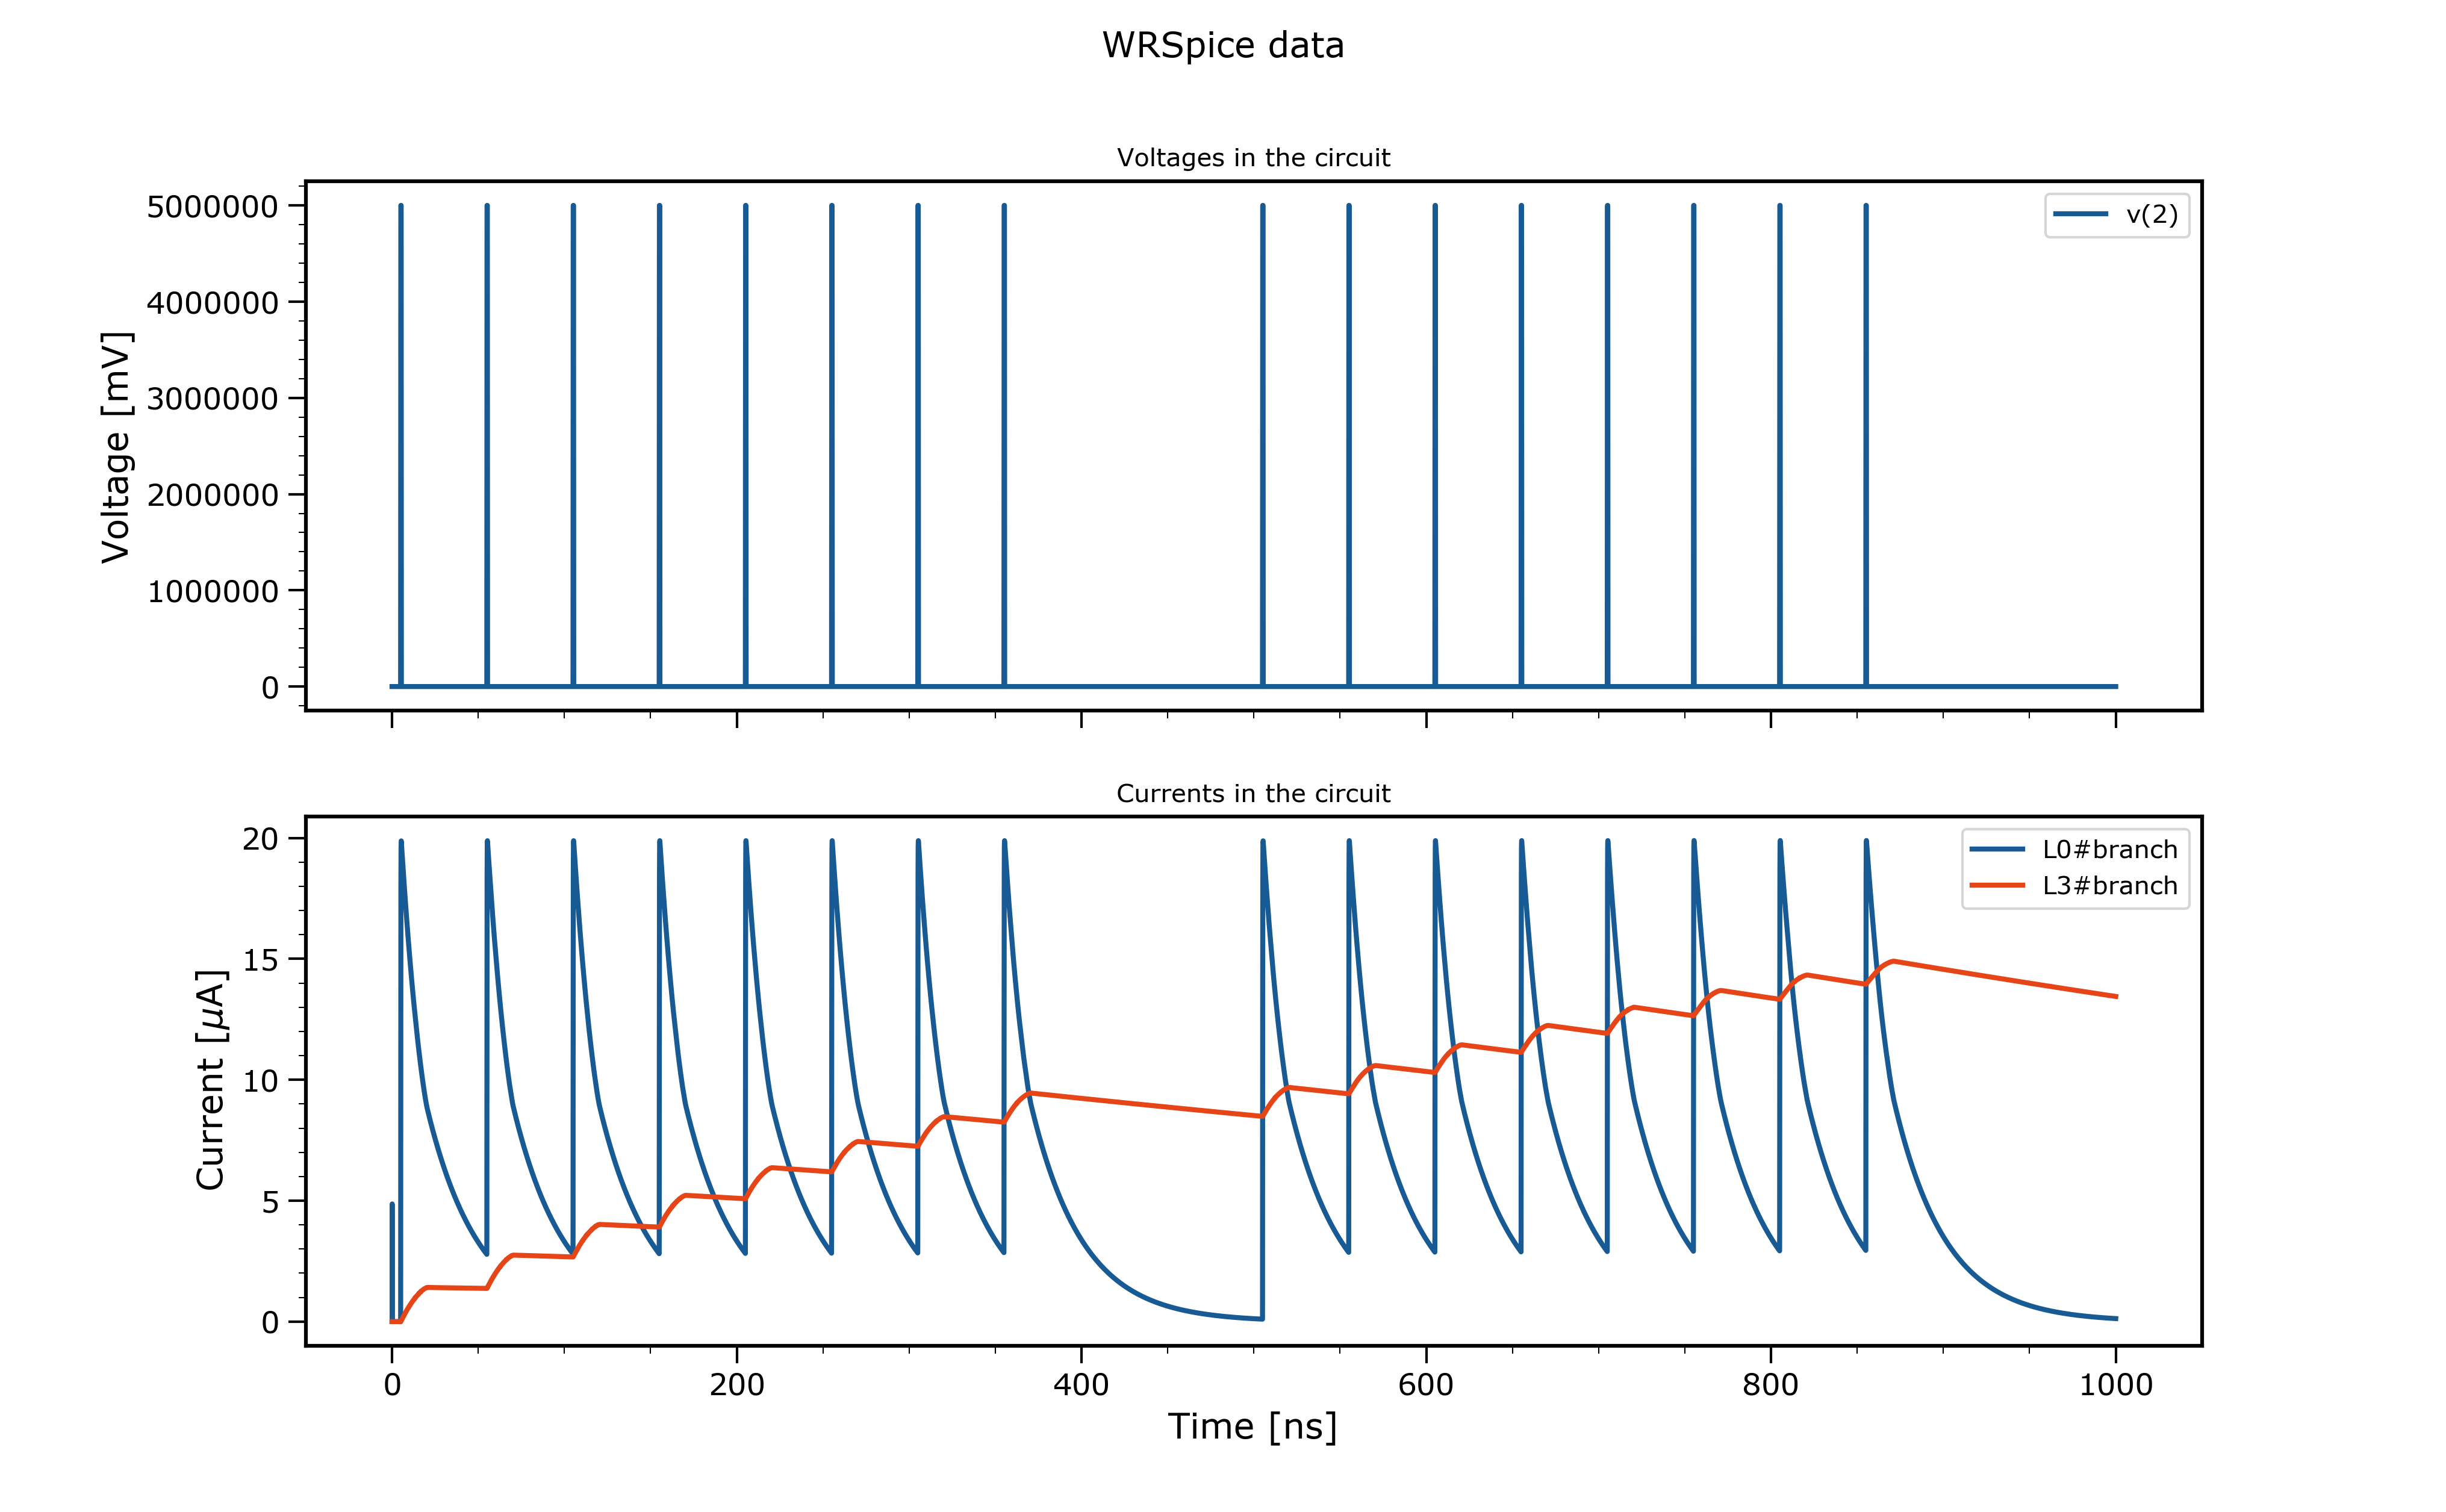 WRSpice data
Voltages in the circuit
5000000
4000000
3000000
2000000
1000000
0
Voltage [mV]
v(2)
Currents in the circuit
20
15
10
5
0
Current [μA]
L0#branch
L3#branch
0 200 400 600 800 1000
Time [ns]